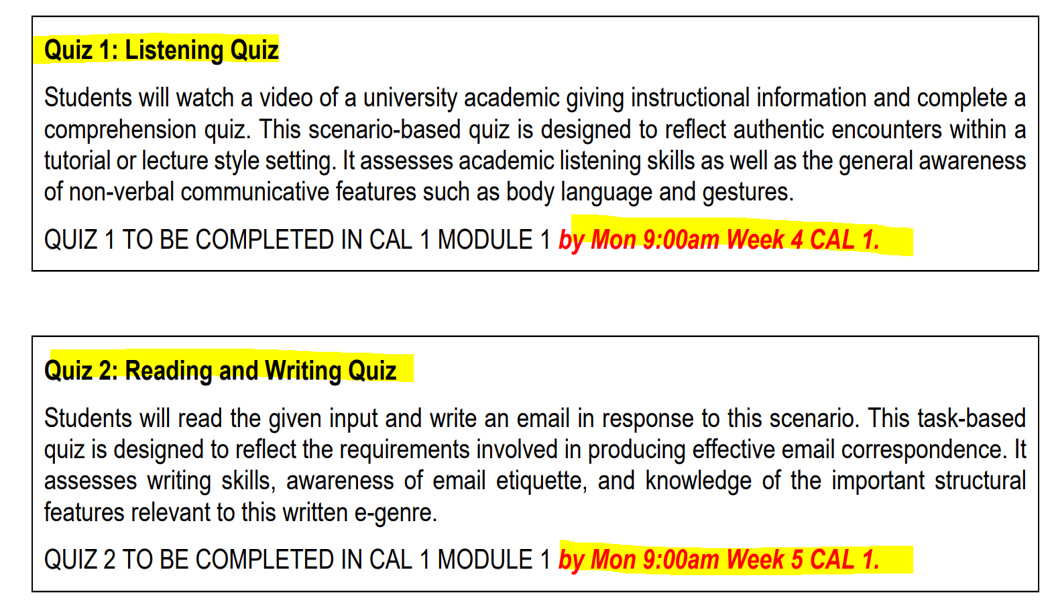 Quiz 1: Listening Quiz
Students will watch a video of a university academic giving instructional information and complete a
comprehension quiz. This scenario-based quiz is designed to reflect authentic encounters within a
tutorial or lecture style setting. It assesses academic listening skills as well as the general awareness
of non-verbal communicative features such as body language and gestures.
QUIZ 1 TO BE COMPLETED IN CAL 1 MODULE 1 by Mon 9:00am Week 4 CAL 1.
Quiz 2: Reading and Writing Quiz
Students will read the given input and write an email in response to this scenario. This task-based
quiz is designed to reflect the requirements involved in producing effective email correspondence. It
assesses writing skills, awareness of email etiquette, and knowledge of the important structural
features relevant to this written e-genre.
QUIZ 2 TO BE COMPLETED IN CAL 1 MODULE 1 by Mon 9:00am Week 5 CAL 1.